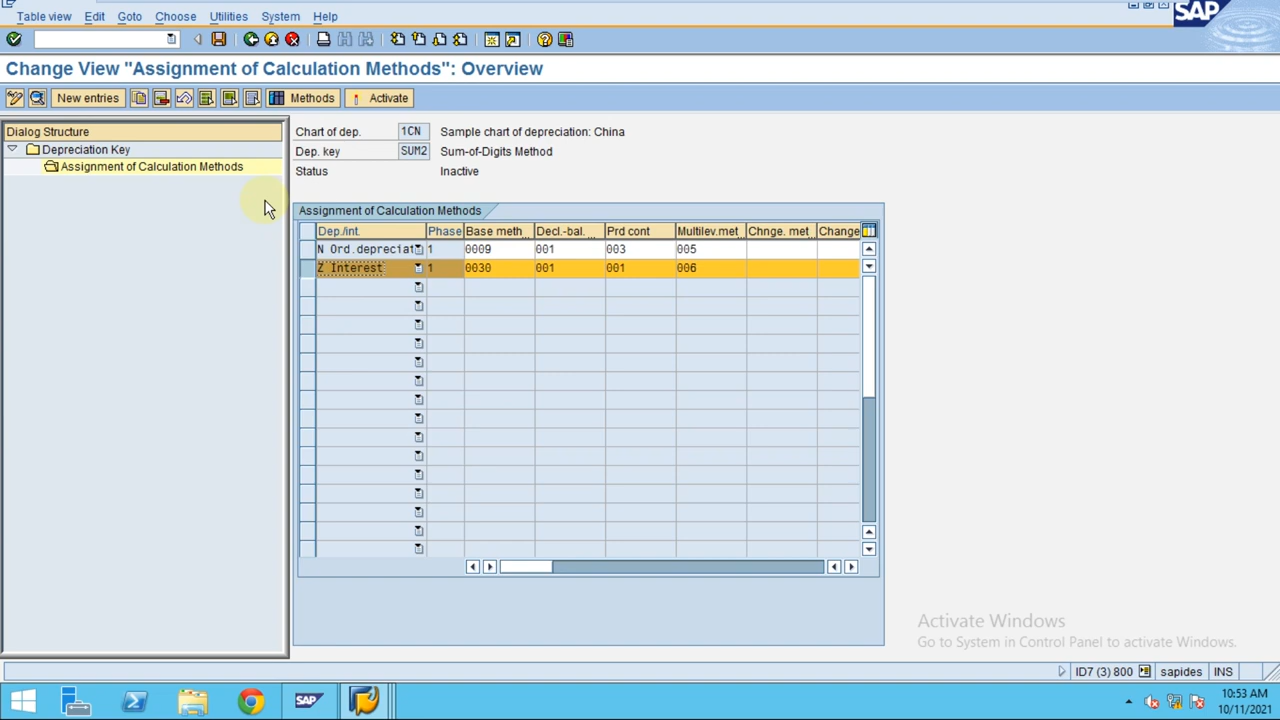 Table view Edit Goto Choose Utilities System Help
SAP
Change View "Assignment of Calculation Methods": Overview
New entries Methods Activate
Dialog Structure
Depreciation Key
Assignment of Calculation Methods
Chart of dep. 1CN Sample chart of depreciation: China
Dep. key SUM2 Sum-of-Digits Method
Status Inactive
Assignment of Calculation Methods
Dep./int. Phase Base meth Decl.-bal. Prd cont Multilev.met Chnge. met Change
N Ord.depreciat 1 0009 001 003 005
Z Interest 1 0030 001 001 006
Activate Windows
Go to System in Control Panel to activate Windows.
ID7 (3) 800 sapides INS
SAP
10:53 AM
10/11/2021